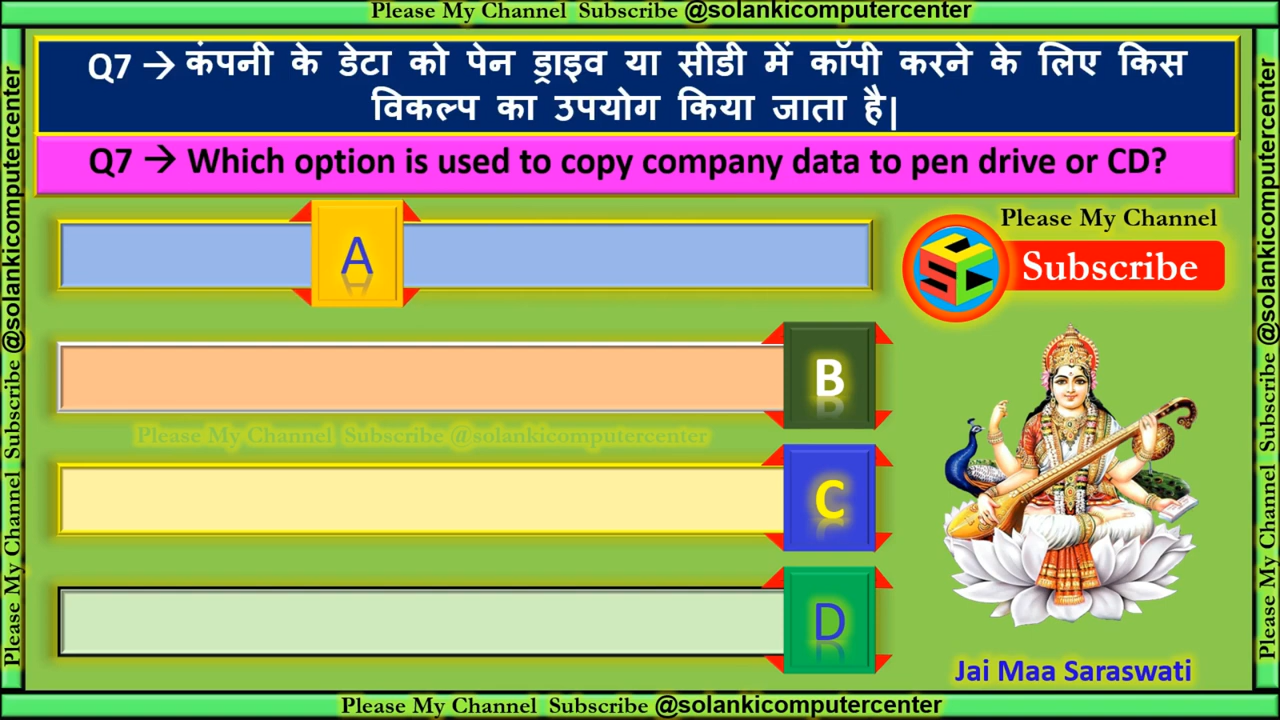 Please My Channel Subscribe @solankicomputercenter
Q7 → कंपनी के डेटा को पेन ड्राइव या सीडी में कॉपी करने के लिए किस
विकल्प का उपयोग किया जाता है|
Q7 → Which option is used to copy company data to pen drive or CD?
A
B
C
D
Please My Channel Subscribe @solankicomputercenter
Please My Channel
Subscribe
SCC
Jai Maa Saraswati
Please My Channel Subscribe @solankicomputercenter
Please My Channel Subscribe @solankicomputercenter
Please My Channel Subscribe @solankicomputercenter